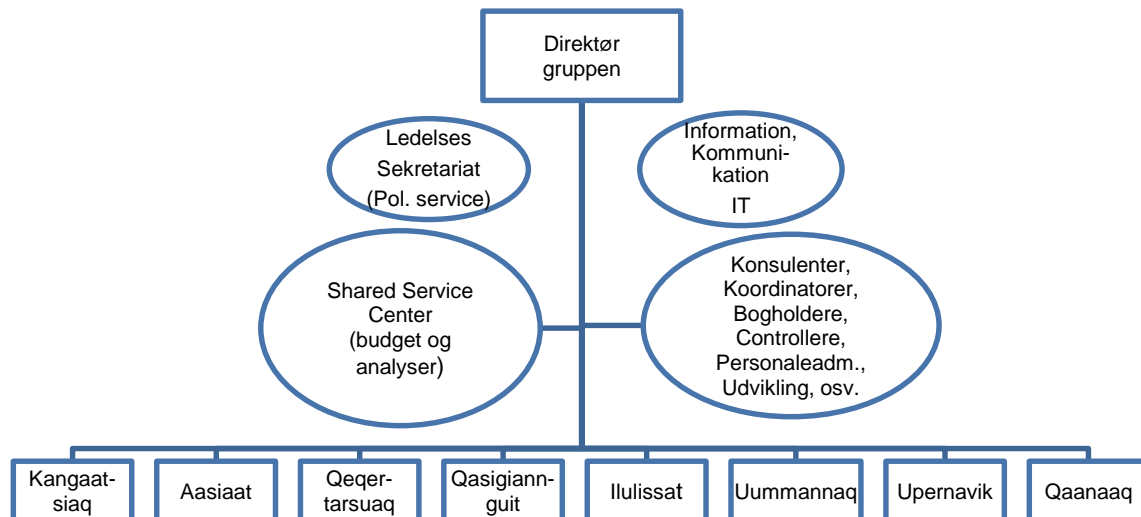 Direktør
gruppen
Ledelses
Sekretariat
(Pol. service)
Information,
Kommuni-
kation
IT
Shared Service
Center
(budget og
analyser)
Konsulenter,
Koordinatorer,
Bogholdere,
Controllere,
Personaleadm.,
Udvikling, osv.
Kangaat-
siaq
Aasiaat
Qeqer-
tarsuaq
Qasigiann-
guit
Ilulissat
Uummannaq
Upernavik
Qaanaaq